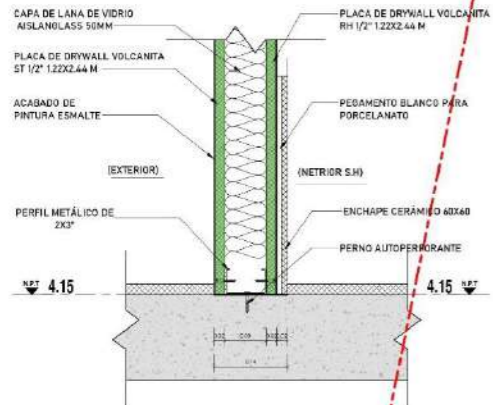 CAPA DE LANA DE VIDRIO
AISLANGLASS 50MM
PLACA DE DRYWALL VOLCANITA
ST 1/2" 1.22X2.44 M
ACABADO DE
PINTURA ESMALTE
(EXTERIOR)
PERFIL METÁLICO DE
2X3"
N.P.T 4.15
PLACA DE DRYWALL VOLCANITA
RH 1/2" 1.22X2.44 M
PEGAMENTO BLANCO PARA
PORCELANATO
(NETRIOR S.H)
ENCHAPE CERÁMICO 60X60
PERNO AUTOPERFORANTE
4.15 N.P.T